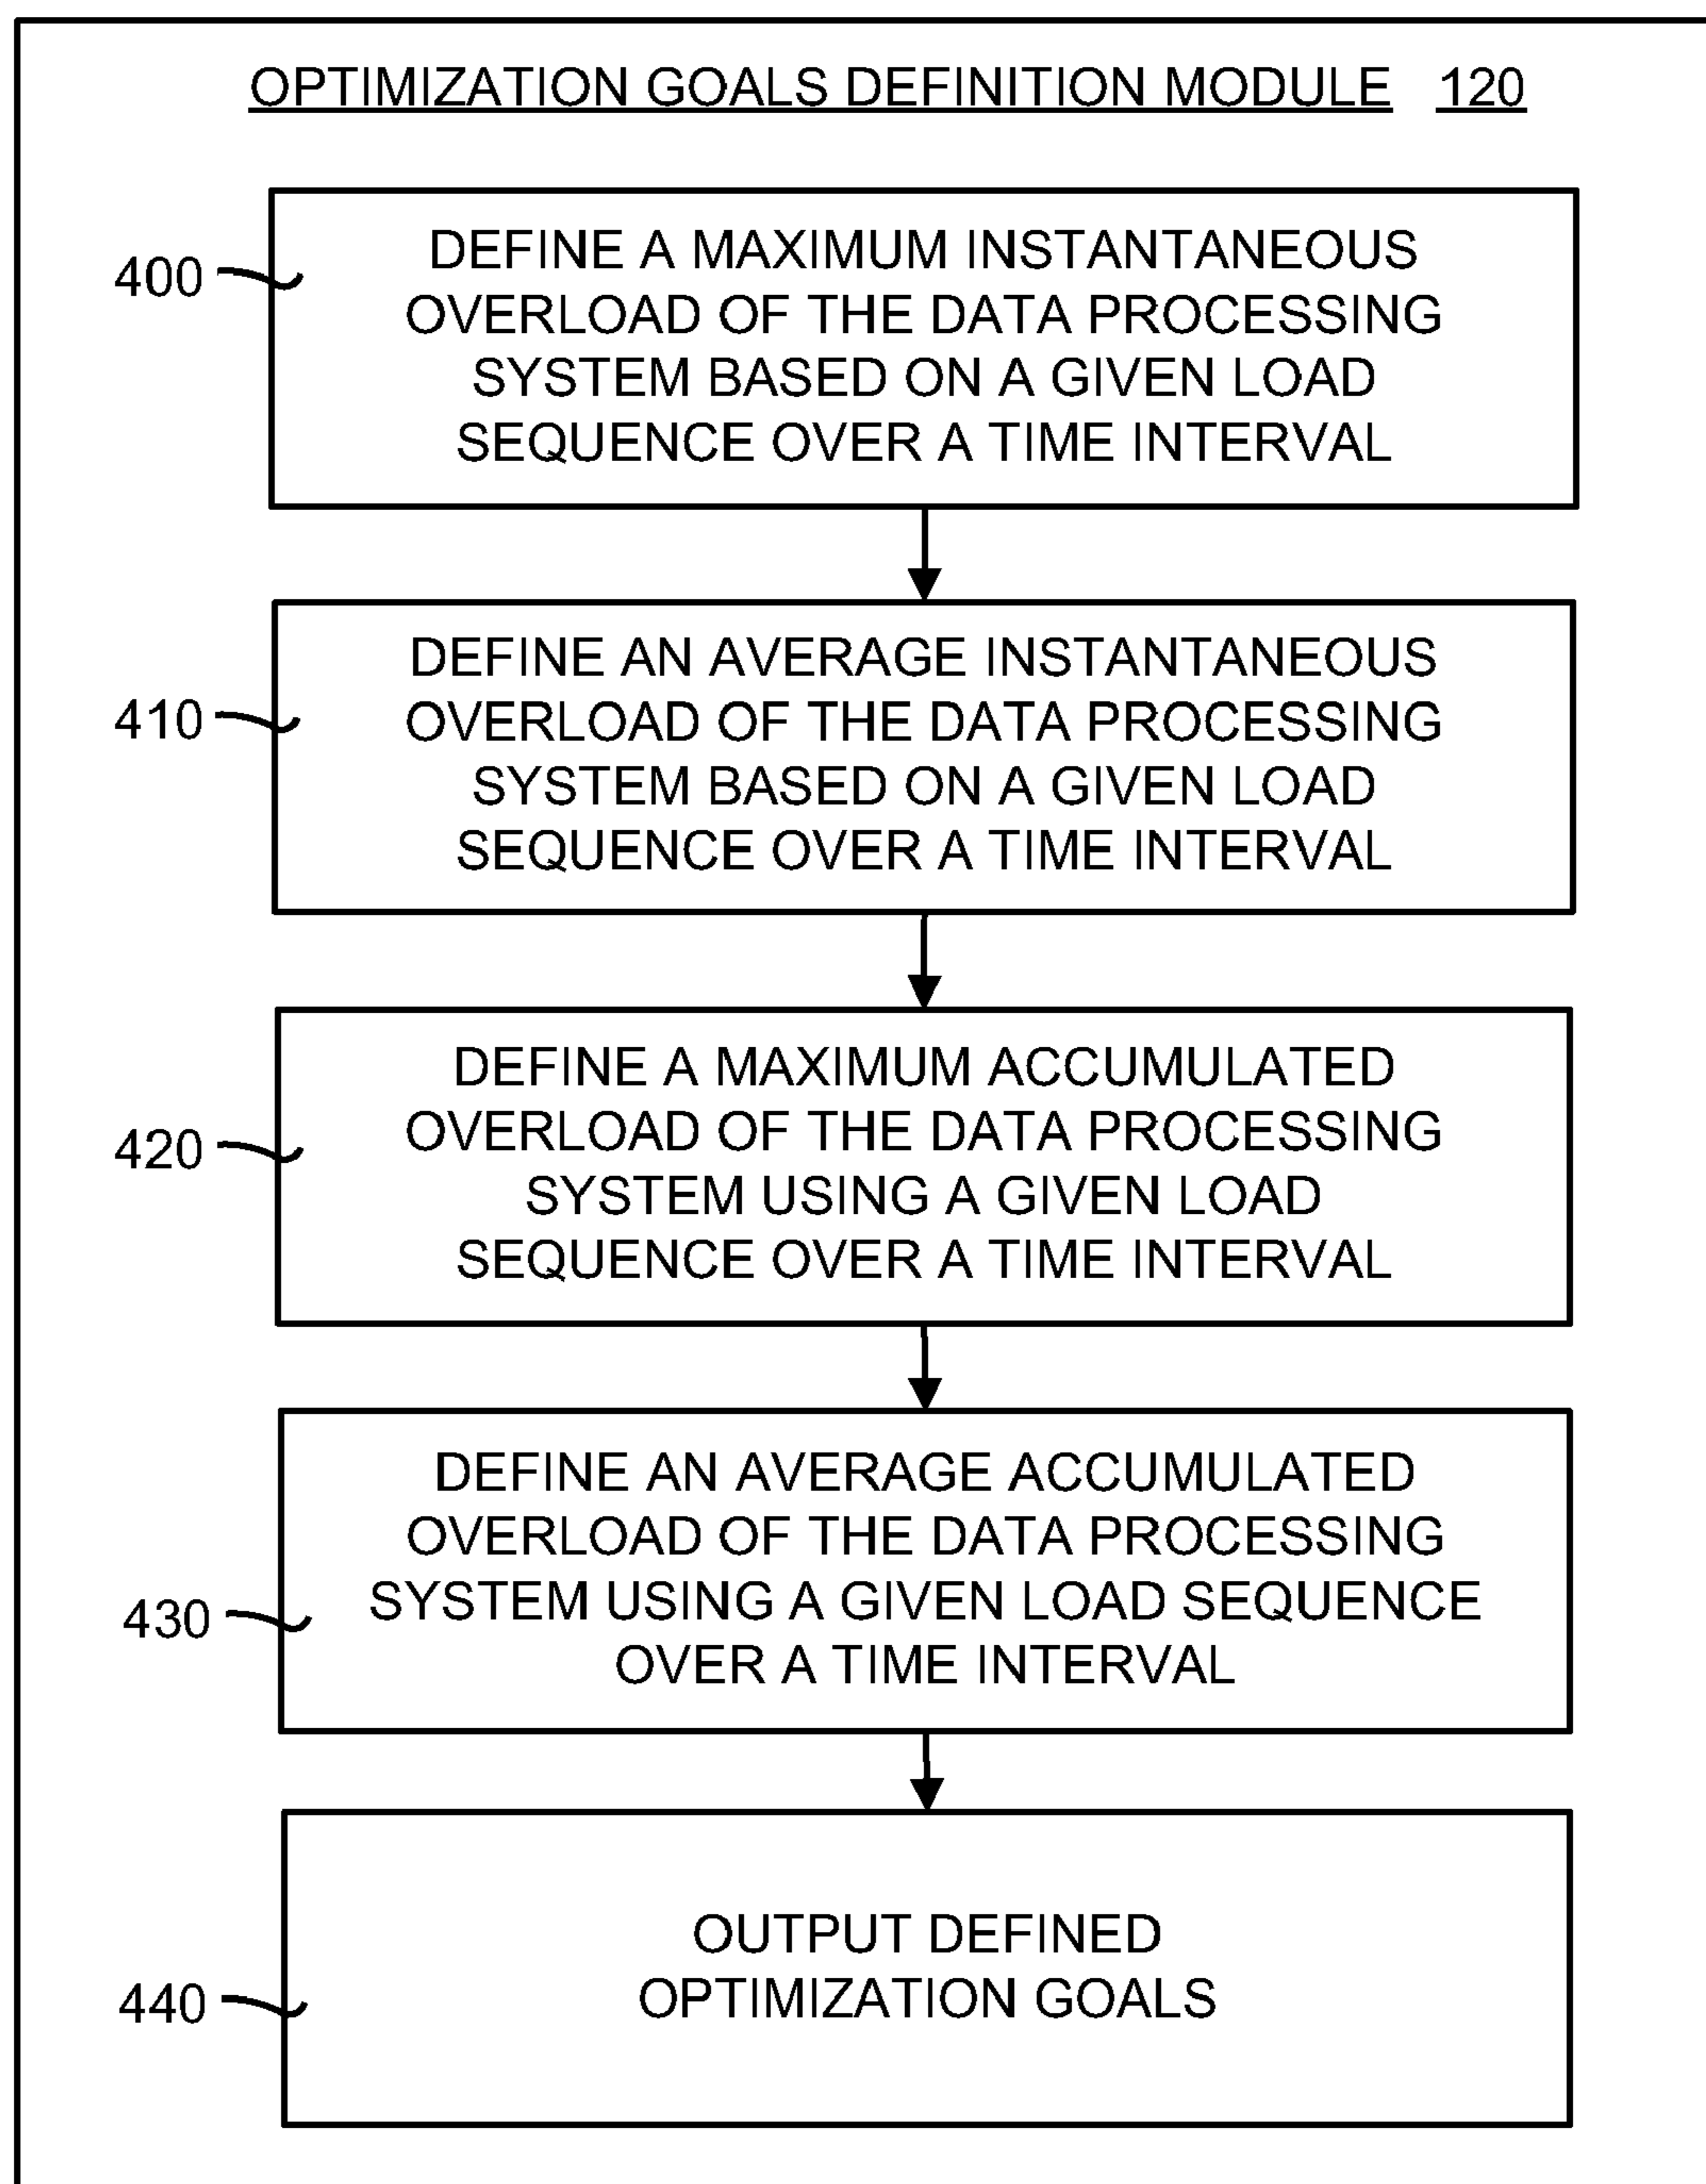 OPTIMIZATION GOALS DEFINITION MODULE 120
400
DEFINE A MAXIMUM INSTANTANEOUS
OVERLOAD OF THE DATA PROCESSING
SYSTEM BASED ON A GIVEN LOAD
SEQUENCE OVER A TIME INTERVAL
410
DEFINE AN AVERAGE INSTANTANEOUS
OVERLOAD OF THE DATA PROCESSING
SYSTEM BASED ON A GIVEN LOAD
SEQUENCE OVER A TIME INTERVAL
420
DEFINE A MAXIMUM ACCUMULATED
OVERLOAD OF THE DATA PROCESSING
SYSTEM USING A GIVEN LOAD
SEQUENCE OVER A TIME INTERVAL
430
DEFINE AN AVERAGE ACCUMULATED
OVERLOAD OF THE DATA PROCESSING
SYSTEM USING A GIVEN LOAD SEQUENCE
OVER A TIME INTERVAL
440
OUTPUT DEFINED
OPTIMIZATION GOALS